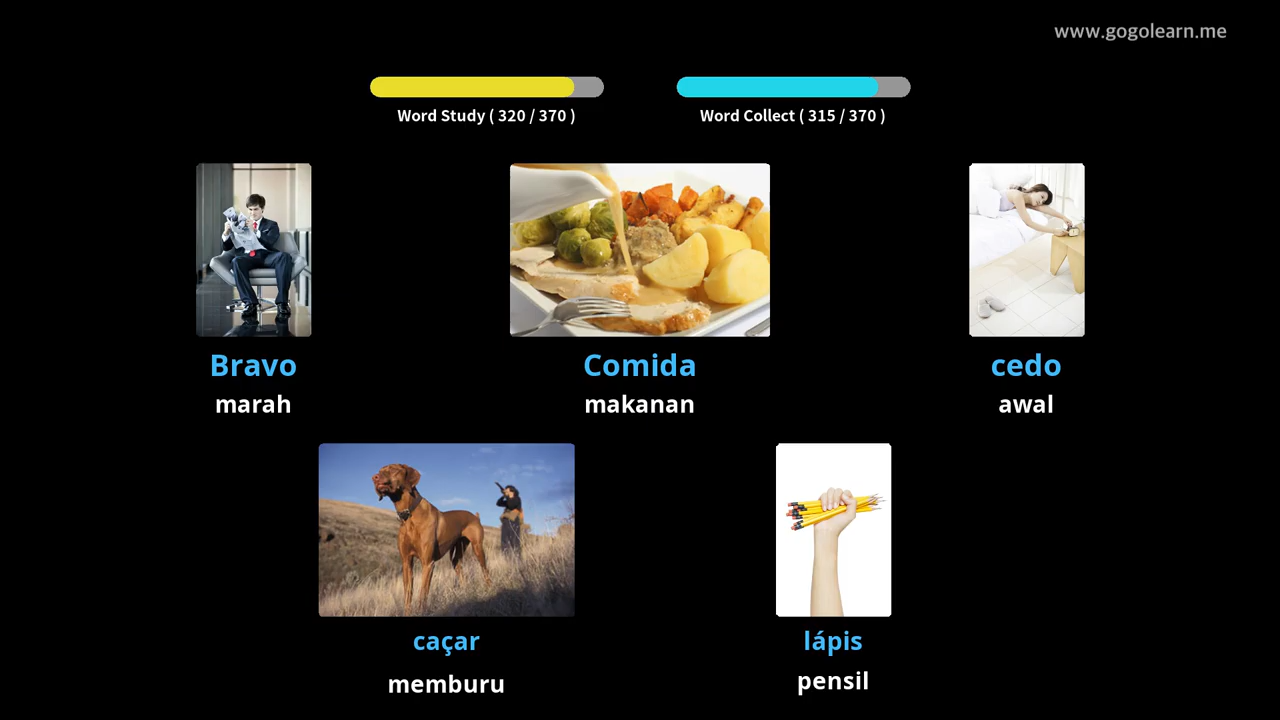 www.gogolearn.me
Word Study ( 320 / 370 )
Word Collect ( 315 / 370 )
Bravo
marah
Comida
makanan
cedo
awal
caçar
memburu
lápis
pensil